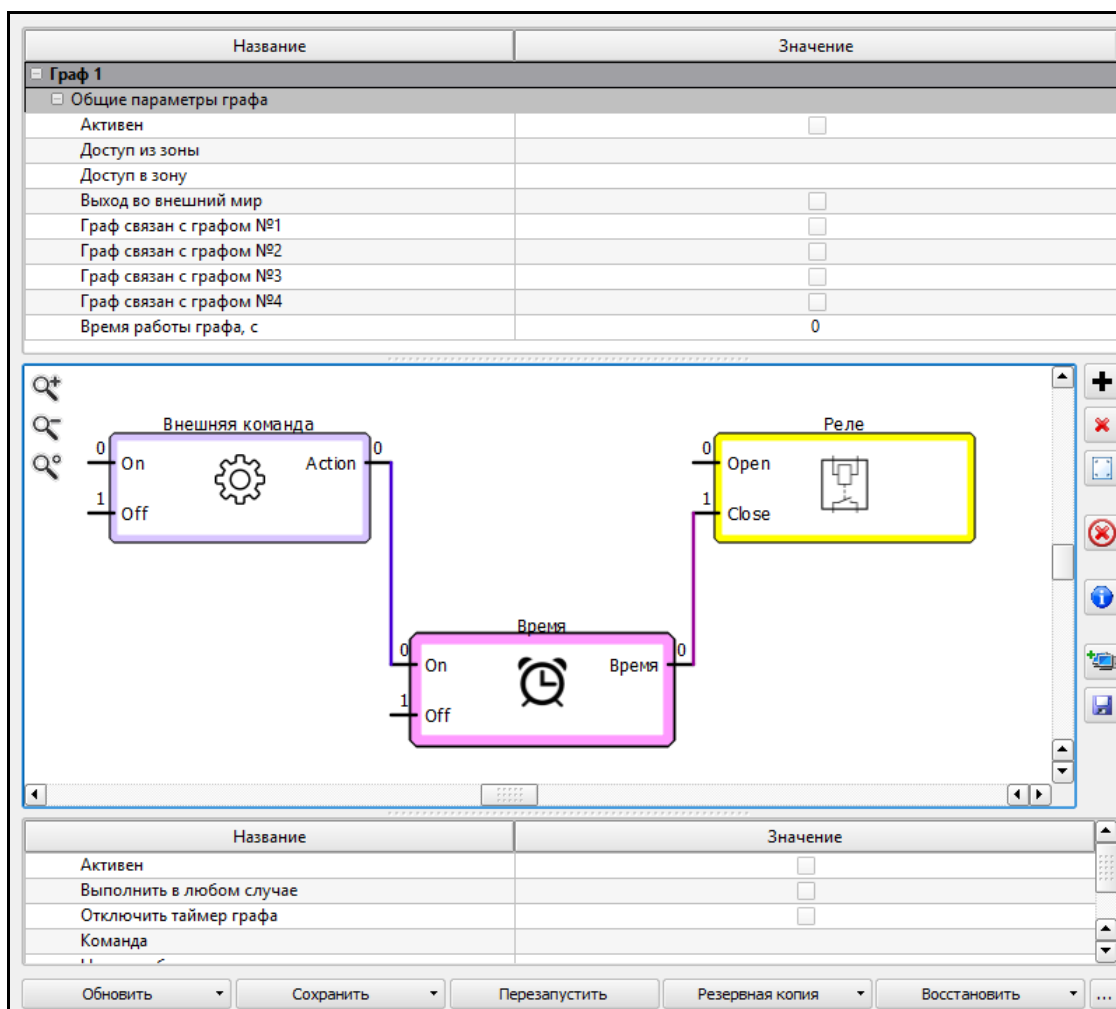 Название Значение
Граф 1
Общие параметры графа
Активен
Доступ из зоны
Доступ в зону
Выход во внешний мир
Граф связан с графом №1
Граф связан с графом №2
Граф связан с графом №3
Граф связан с графом №4
Время работы графа, с 0
Внешняя команда Реле
0 On Action 0 0 Open
1 Off 1 Close
Время
0 On Время 0
1 Off
Название Значение
Активен
Выполнить в любом случае
Отключить таймер графа
Команда
Обновить Сохранить Перезапустить Резервная копия Восстановить ...